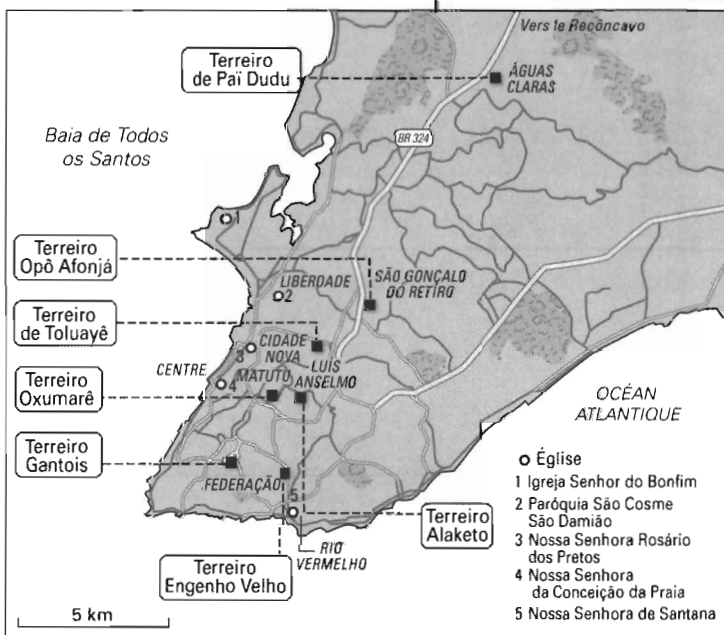 Vers le Recôncavo
Terreiro
de Paï Dudu
ÁGUAS
CLARAS
Baia de Todos
os Santos
BR 324
1
Terreiro
Opô Afonjá
LIBERDADE
2
SÃO GONÇALO
DO RETIRO
Terreiro
de Toluayê
3
CIDADE
NOVA
LUIS
ANSELMO
CENTRE
MATUTU
4
Terreiro
Oxumarê
OCÉAN
ATLANTIQUE
Terreiro
Gantois
FEDERAÇÃO
5
RIO
VERMELHO
Terreiro
Alaketo
Terreiro
Engenho Velho
5 km
Église
1 Igreja Senhor do Bonfim
2 Paróquia São Cosme
São Damião
3 Nossa Senhora Rosário
dos Pretos
4 Nossa Senhora
da Conceição da Praia
5 Nossa Senhora de Santana